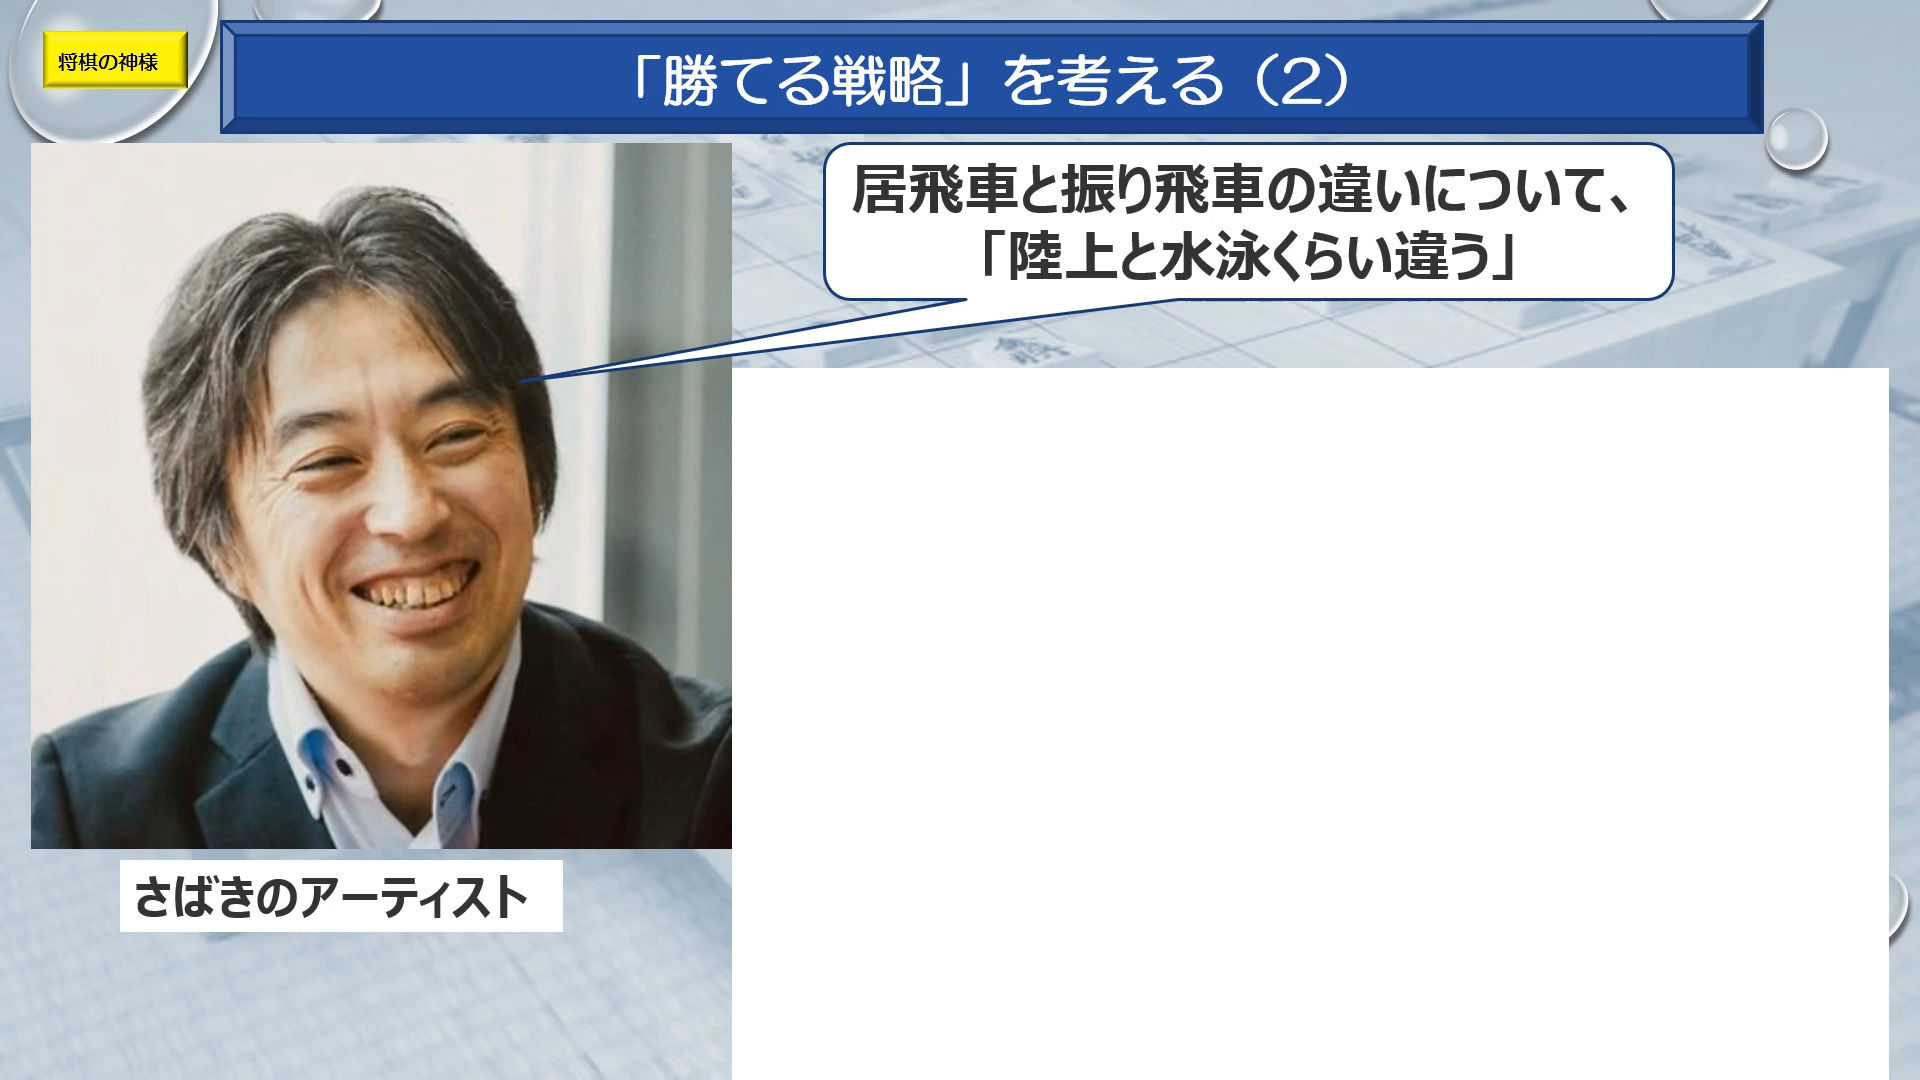 将棋の神様
「勝てる戦略」を考える（２）
居飛車と振り飛車の違いについて、
「陸上と水泳くらい違う」
さばきのアーティスト